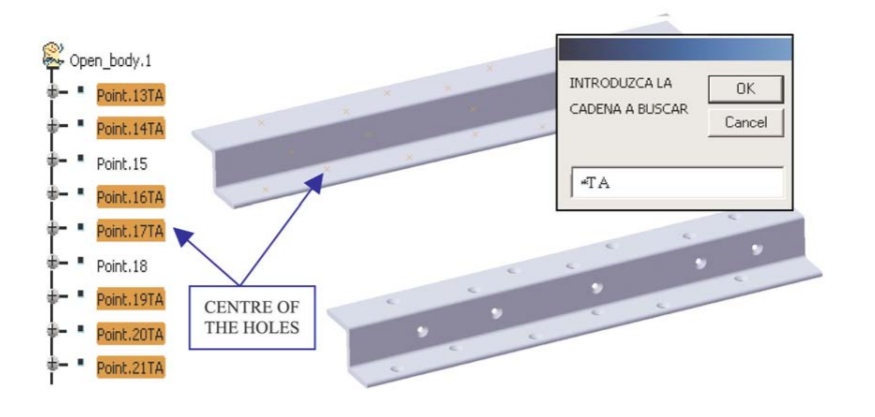 Open_body.1
Point.13TA
Point.14TA
Point.15
Point.16TA
Point.17TA
Point.18
Point.19TA
Point.20TA
Point.21TA
CENTRE OF
THE HOLES
INTRODUZCA LA
CADENA A BUSCAR
OK
Cancel
*TA